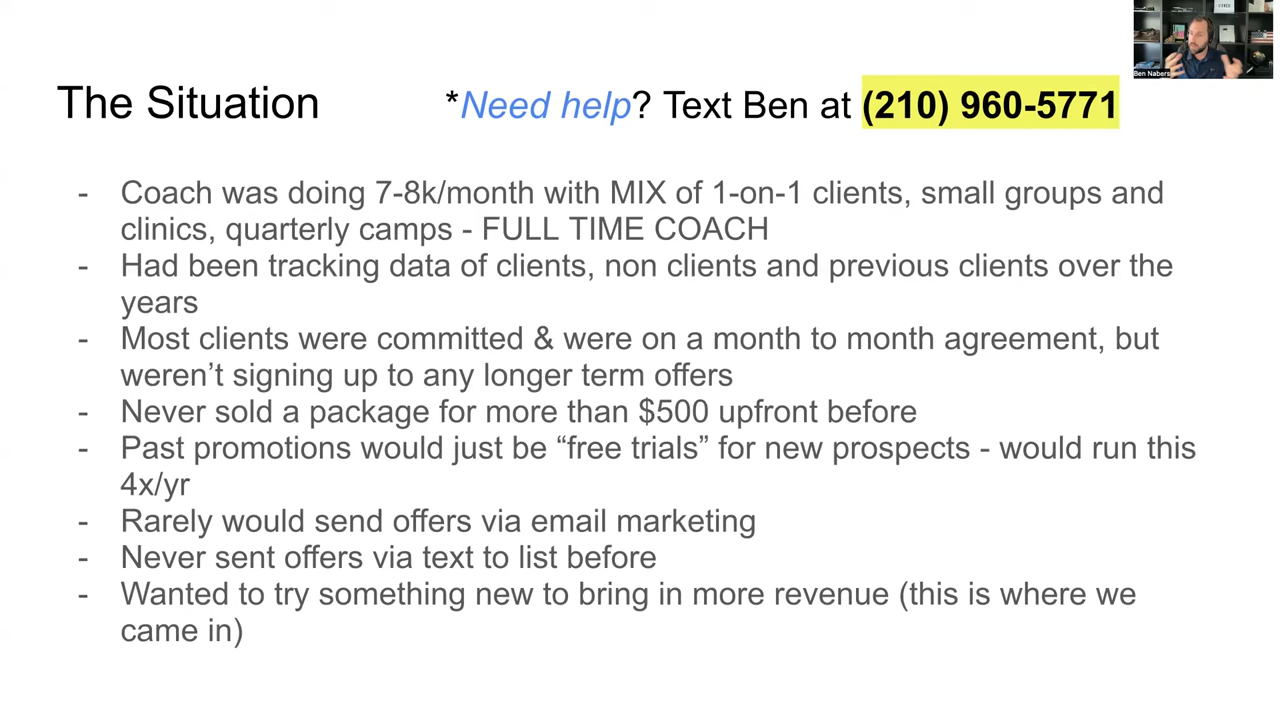 Ben Nabers
The Situation
*Need help? Text Ben at (210) 960-5771
- Coach was doing 7-8k/month with MIX of 1-on-1 clients, small groups and
clinics, quarterly camps - FULL TIME COACH
- Had been tracking data of clients, non clients and previous clients over the
years
- Most clients were committed & were on a month to month agreement, but
weren’t signing up to any longer term offers
- Never sold a package for more than $500 upfront before
- Past promotions would just be “free trials” for new prospects - would run this
4x/yr
- Rarely would send offers via email marketing
- Never sent offers via text to list before
- Wanted to try something new to bring in more revenue (this is where we
came in)